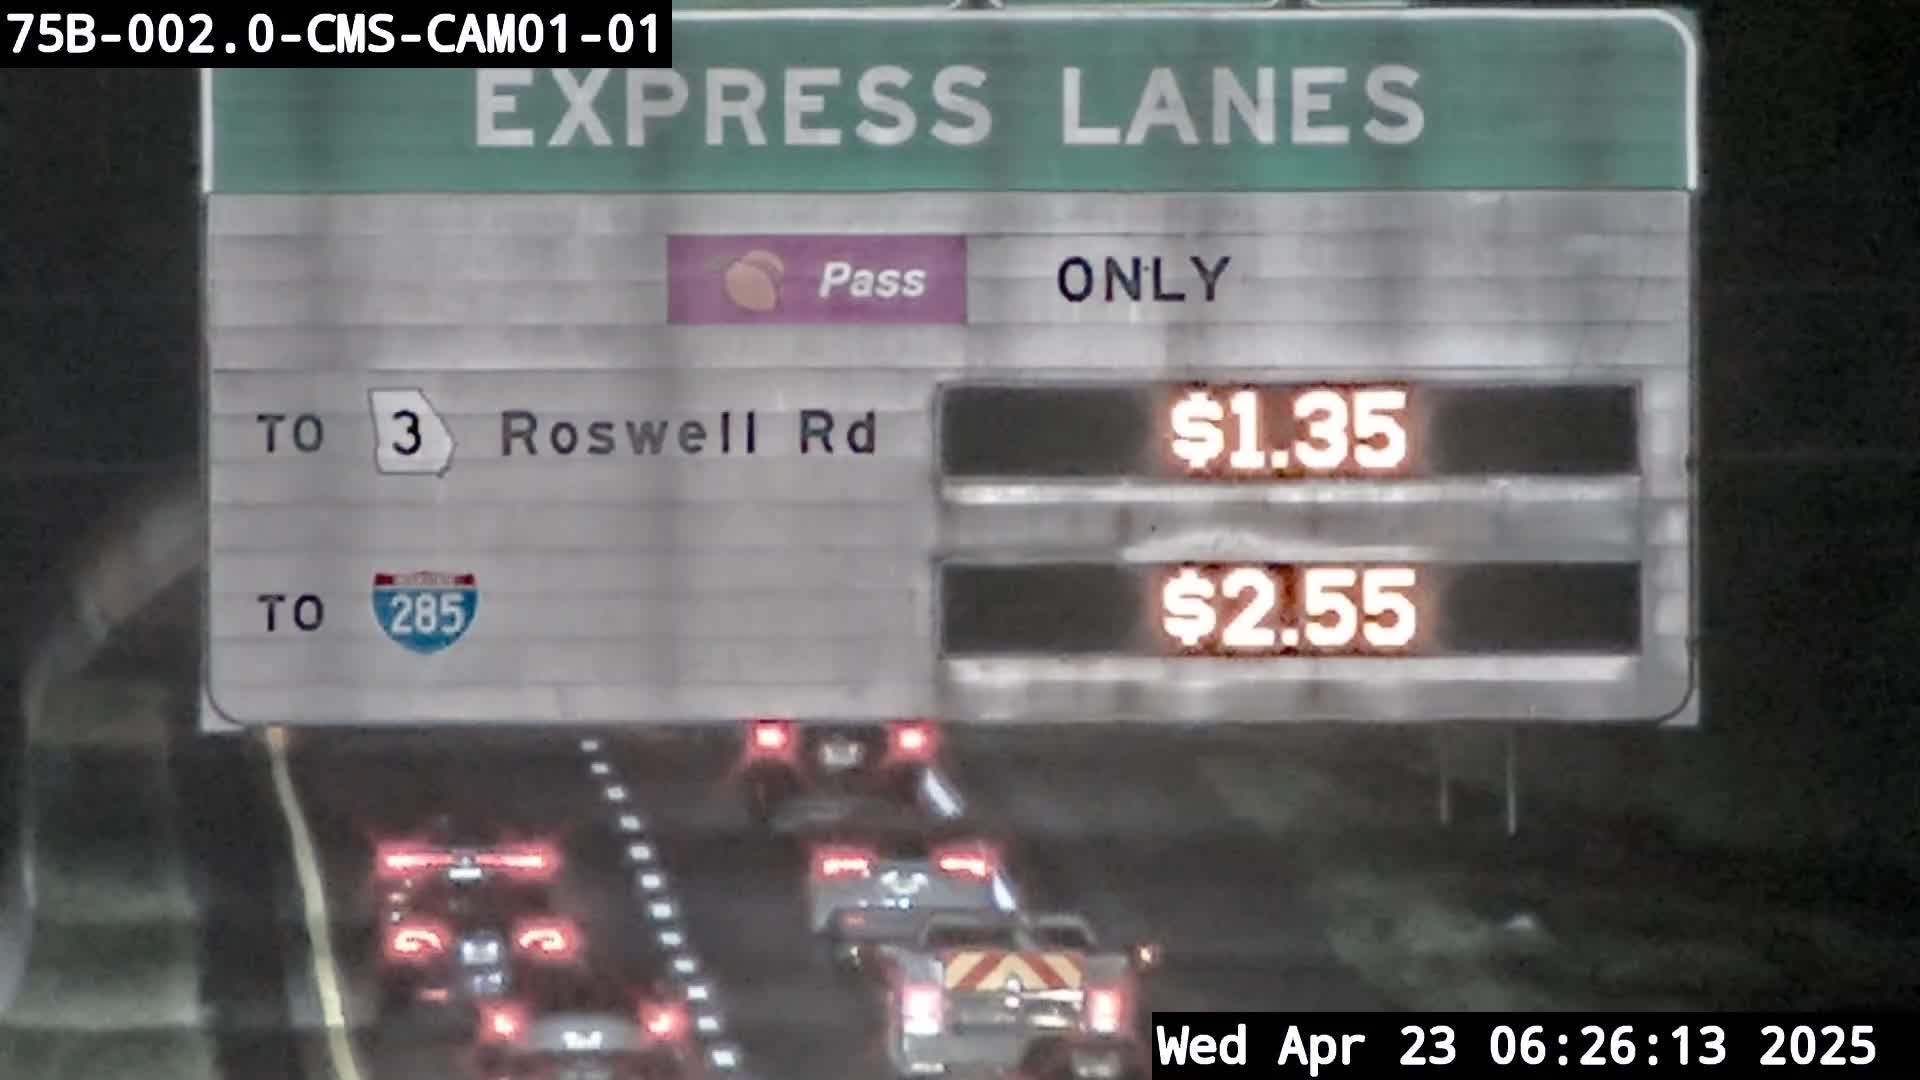 75B-002.0-CMS-CAM01-01
EXPRESS LANES
Pass ONLY
TO 3 Roswell Rd $1.35
TO 285 $2.55
Wed Apr 23 06:26:13 2025